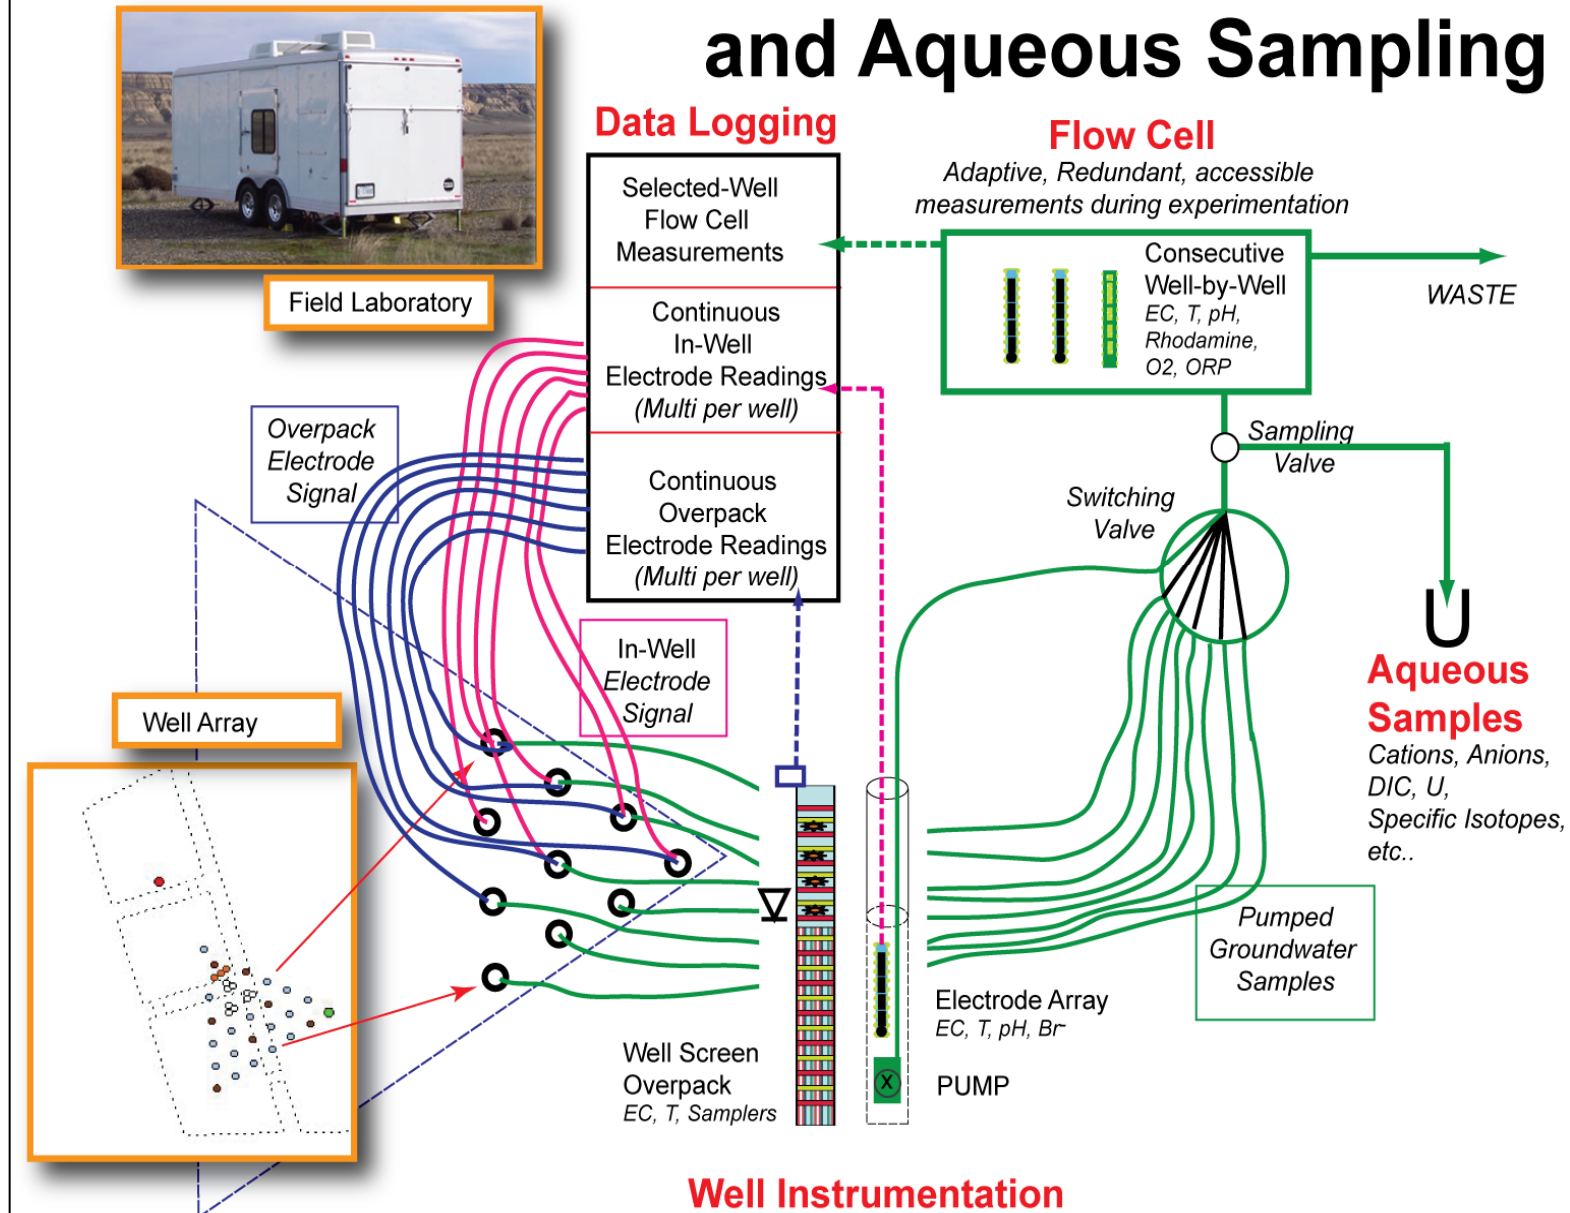 and Aqueous Sampling
Data Logging
Flow Cell
Adaptive, Redundant, accessible
measurements during experimentation
Selected-Well
Flow Cell
Measurements
Consecutive
Well-by-Well
EC, T, pH,
Rhodamine,
O2, ORP
WASTE
Field Laboratory
Continuous
In-Well
Electrode Readings
(Multi per well)
Overpack
Electrode
Signal
Sampling
Valve
Continuous
Overpack
Electrode Readings
(Multi per well)
Switching
Valve
In-Well
Electrode
Signal
Aqueous
Samples
Cations, Anions,
DIC, U,
Specific Isotopes,
etc..
Well Array
Pumped
Groundwater
Samples
Electrode Array
EC, T, pH, Br-
Well Screen
Overpack
EC, T, Samplers
X
PUMP
Well Instrumentation